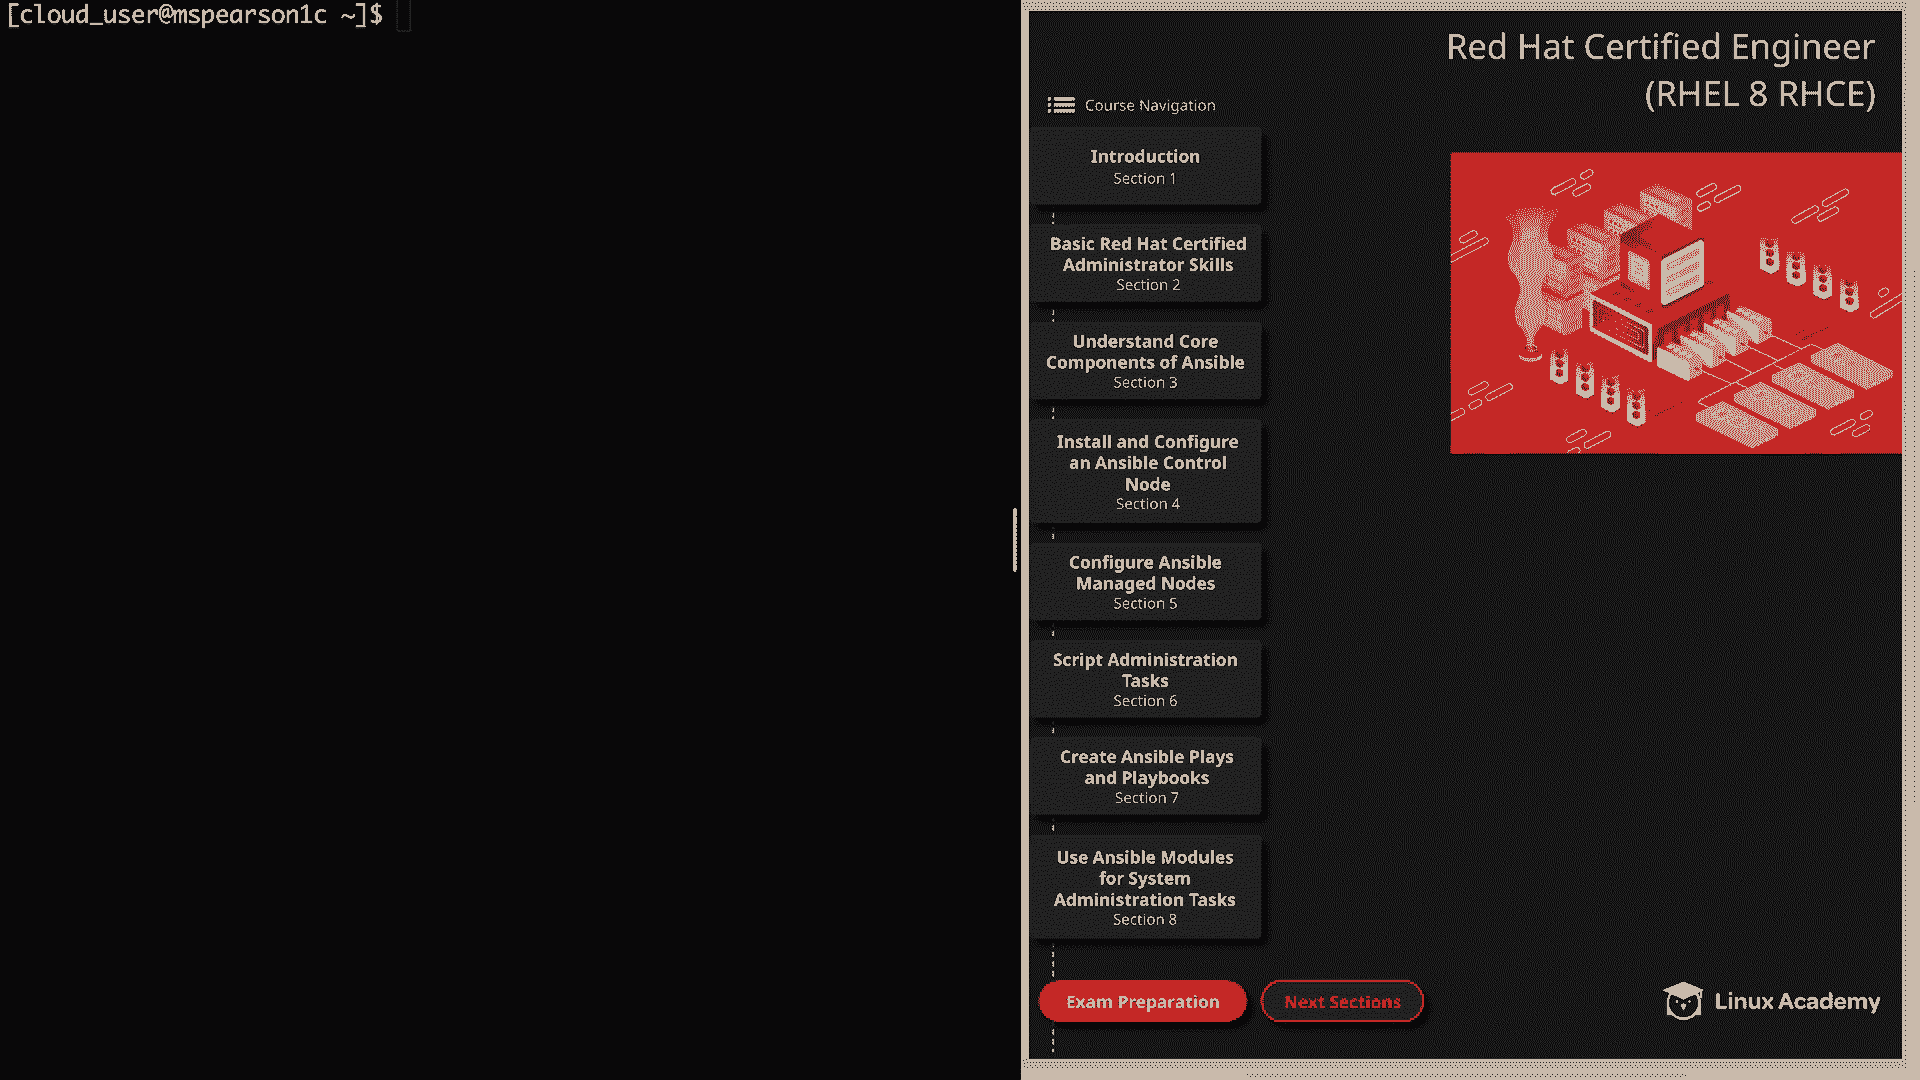 [cloud_user@mspearson1c ~]$
Red Hat Certified Engineer
(RHEL 8 RHCE)
Course Navigation
Introduction
Section 1
Basic Red Hat Certified
Administrator Skills
Section 2
Understand Core
Components of Ansible
Section 3
Install and Configure
an Ansible Control
Node
Section 4
Configure Ansible
Managed Nodes
Section 5
Script Administration
Tasks
Section 6
Create Ansible Plays
and Playbooks
Section 7
Use Ansible Modules
for System
Administration Tasks
Section 8
Exam Preparation
Next Sections
Linux Academy